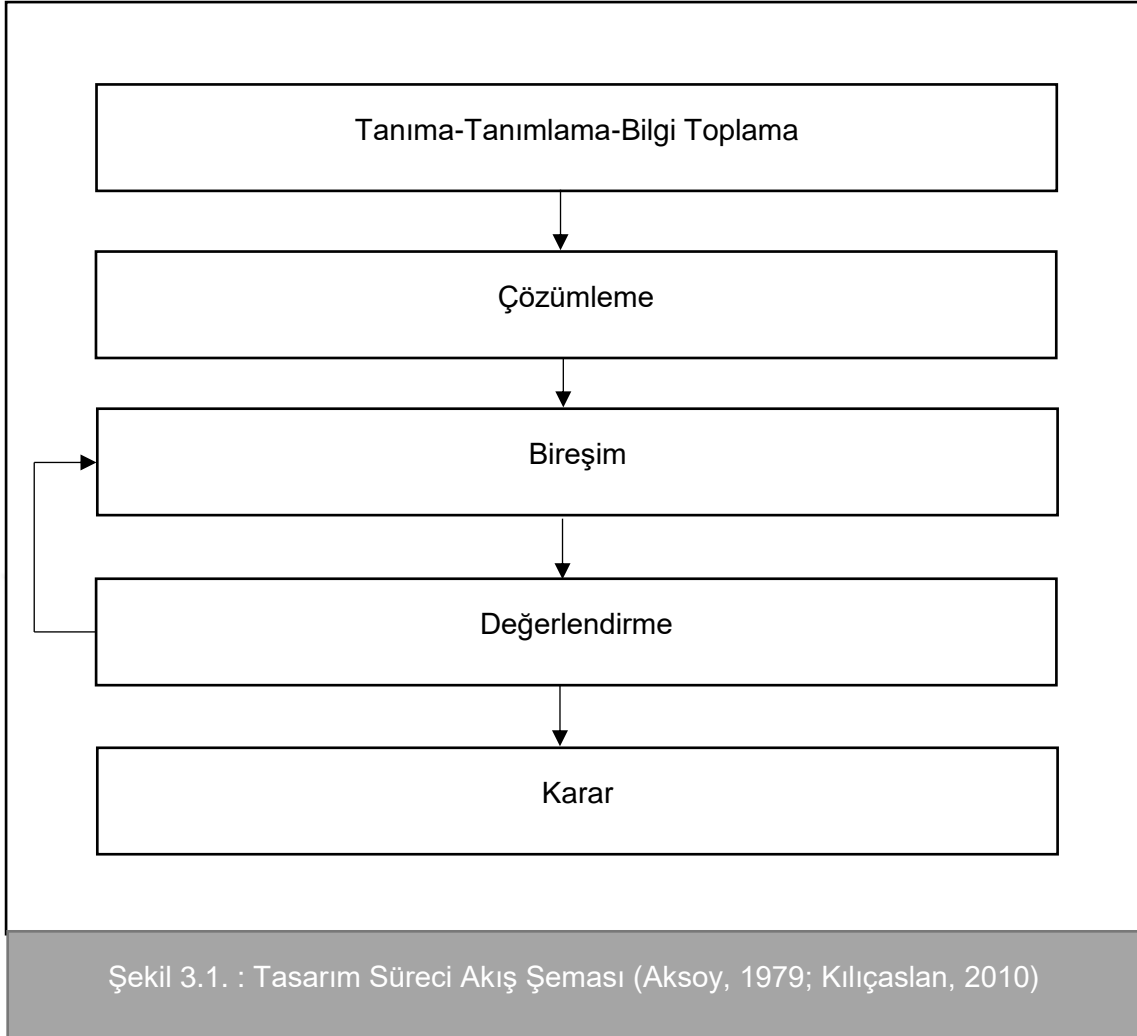 Tanıma-Tanımlama-Bilgi Toplama
Çözümleme
Bireşim
Değerlendirme
Karar
Şekil 3.1. : Tasarım Süreci Akış Şeması (Aksoy, 1979; Kılıçaslan, 2010)